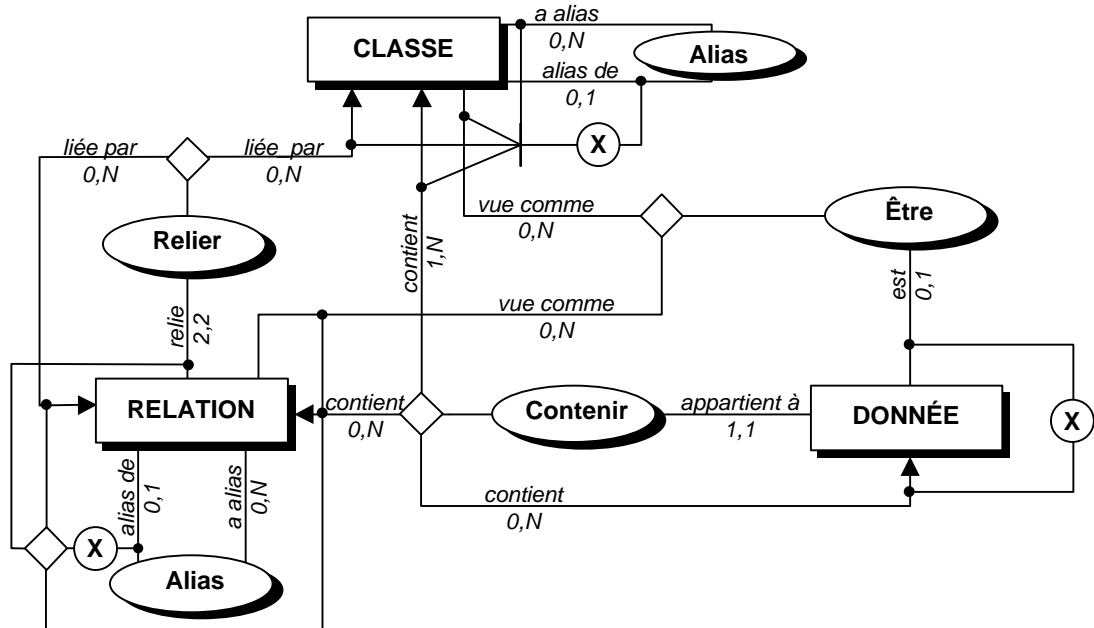 a alias
0,N
CLASSE
Alias
alias de
0,1
liée par
0,N
liée par
0,N
X
vue comme
0,N
Être
Relier
contient
1,N
est
0,1
vue comme
0,N
relie
2,2
RELATION
contient
0,N
Contenir
appartient à
1,1
DONNÉE
X
alias de
0,1
a alias
0,N
contient
0,N
X
Alias